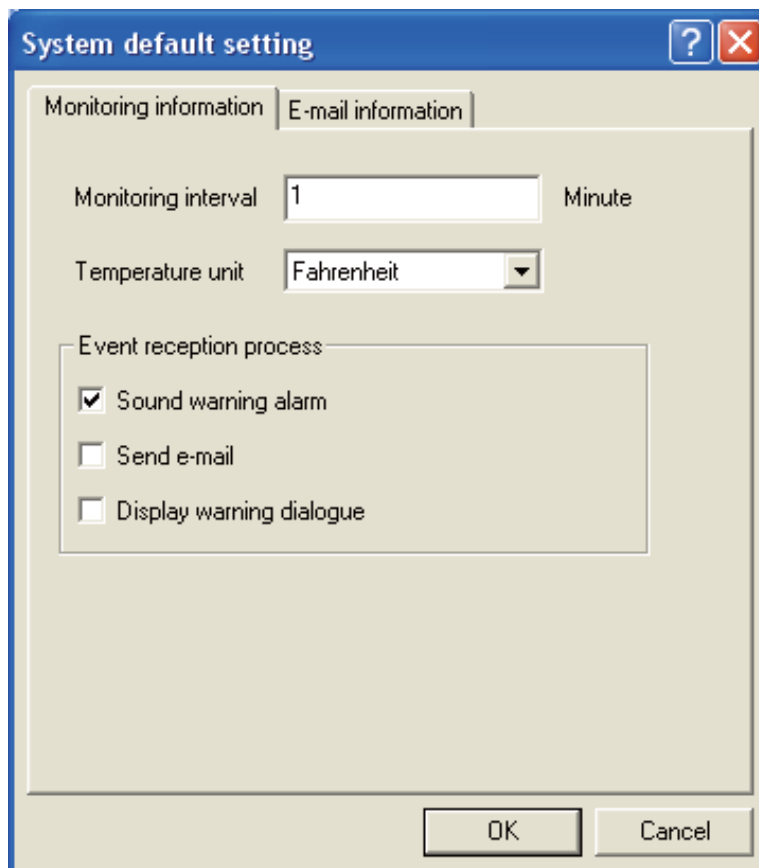 System default setting
Monitoring information
E-mail information
Monitoring interval 1 Minute
Temperature unit Fahrenheit
Event reception process
Sound warning alarm
Send e-mail
Display warning dialogue
OK Cancel